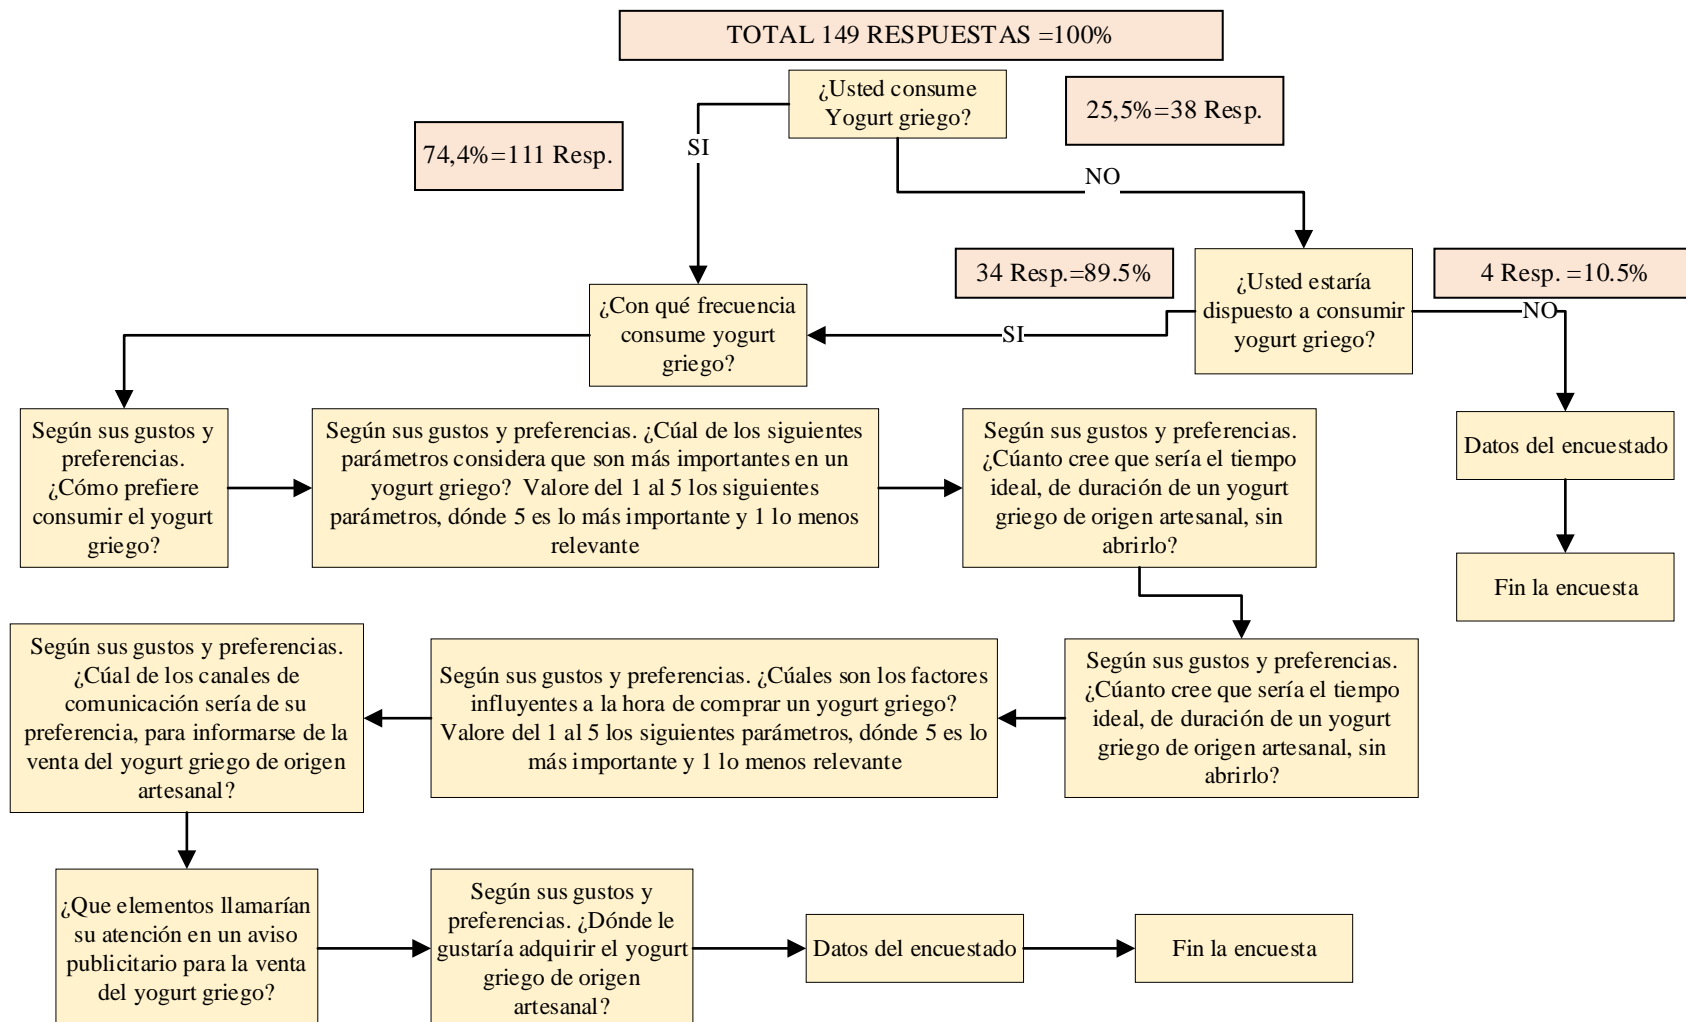 TOTAL 149 RESPUESTAS =100%
¿Usted consume
Yogurt griego?
25,5%=38 Resp.
74,4%=111 Resp.
SI
NO
34 Resp.=89.5%
4 Resp. =10.5%
¿Usted estaría
dispuesto a consumir
yogurt griego?
¿Con qué frecuencia
consume yogurt
griego?
SI
NO
Según sus gustos y
preferencias.
¿Cómo prefiere
consumir el yogurt
griego?
Según sus gustos y preferencias. ¿Cúal de los siguientes
parámetros considera que son más importantes en un
yogurt griego? Valore del 1 al 5 los siguientes
parámetros, dónde 5 es lo más importante y 1 lo menos
relevante
Según sus gustos y preferencias.
¿Cúanto cree que sería el tiempo
ideal, de duración de un yogurt
griego de origen artesanal, sin
abrirlo?
Datos del encuestado
Fin la encuesta
Según sus gustos y preferencias.
¿Cúal de los canales de
comunicación sería de su
preferencia, para informarse de la
venta del yogurt griego de origen
artesanal?
Según sus gustos y preferencias. ¿Cúales son los factores
influyentes a la hora de comprar un yogurt griego?
Valore del 1 al 5 los siguientes parámetros, dónde 5 es lo
más importante y 1 lo menos relevante
Según sus gustos y preferencias.
¿Cúanto cree que sería el tiempo
ideal, de duración de un yogurt
griego de origen artesanal, sin
abrirlo?
¿Que elementos llamarían
su atención en un aviso
publicitario para la venta
del yogurt griego?
Según sus gustos y
preferencias. ¿Dónde le
gustaría adquirir el yogurt
griego de origen
artesanal?
Datos del encuestado
Fin la encuesta